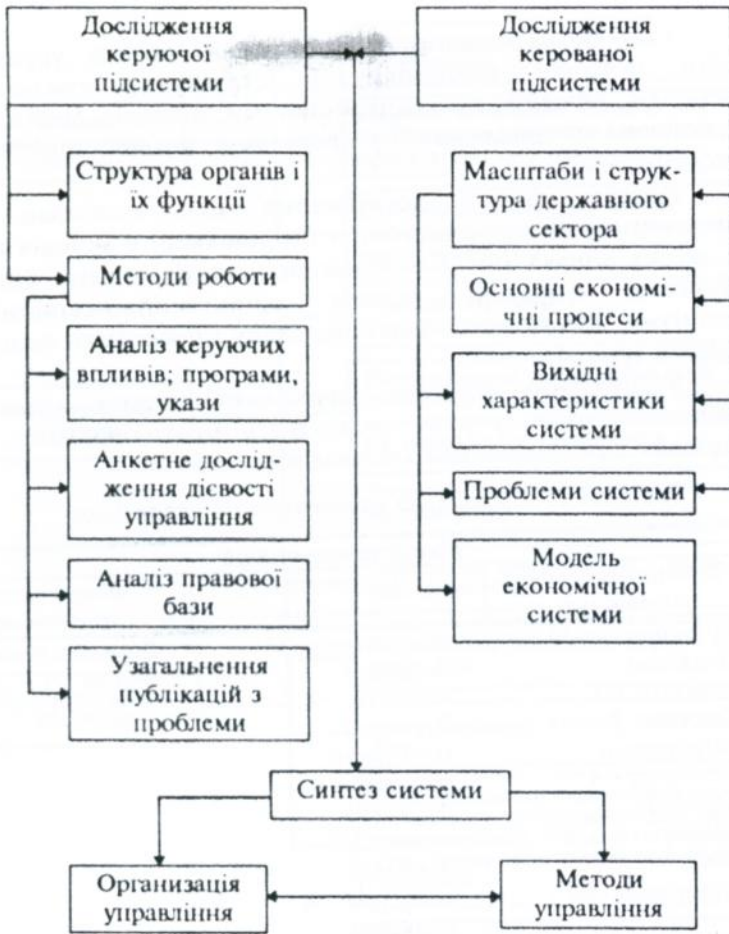 Дослідження
керуючої
підсистеми
Дослідження
керованої
підсистеми
Структура органів і
їх функції
Методи роботи
Аналіз керуючих
впливів; програми,
укази
Анкетне дослід-
ження дієвості
управління
Аналіз правової
бази
Узагальнення
публікацій з
проблеми
Масштаби і струк-
тура державного
сектора
Основні економі-
чні процеси
Вихідні
характеристики
системи
Проблеми системи
Модель
економічної
системи
Синтез системи
Організація
управління
Методи
управління